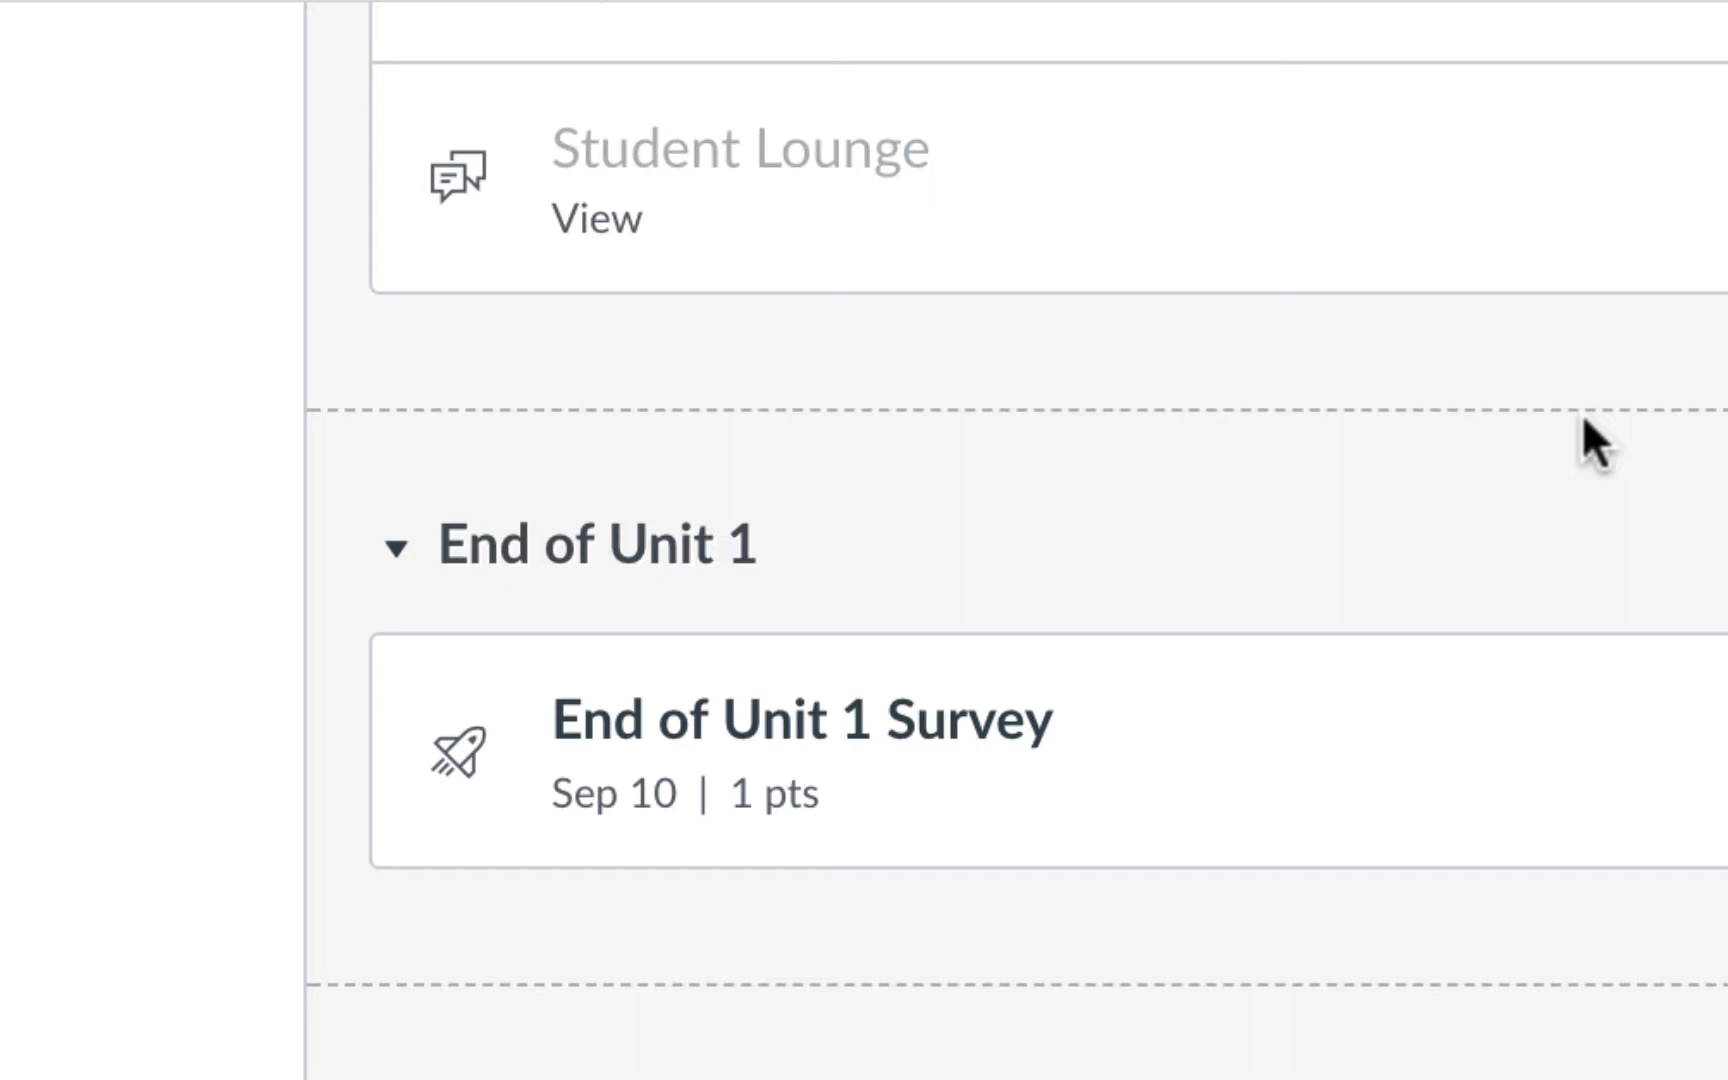 Student Lounge
View
End of Unit 1
End of Unit 1 Survey
Sep 10 | 1 pts